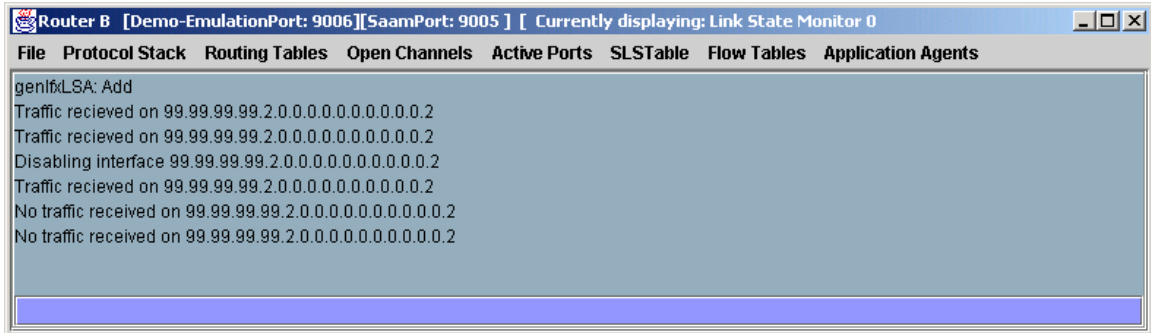 Router B [Demo-EmulationPort: 9006][SaamPort: 9005 ] [ Currently displaying: Link State Monitor 0
File Protocol Stack Routing Tables Open Channels Active Ports SLSTable Flow Tables Application Agents
genIfxLSA: Add
Traffic recieved on 99.99.99.99.2.0.0.0.0.0.0.0.0.0.0.2
Traffic recieved on 99.99.99.99.2.0.0.0.0.0.0.0.0.0.0.2
Disabling interface 99.99.99.99.2.0.0.0.0.0.0.0.0.0.0.2
Traffic recieved on 99.99.99.99.2.0.0.0.0.0.0.0.0.0.0.2
No traffic received on 99.99.99.99.2.0.0.0.0.0.0.0.0.0.0.2
No traffic received on 99.99.99.99.2.0.0.0.0.0.0.0.0.0.0.2